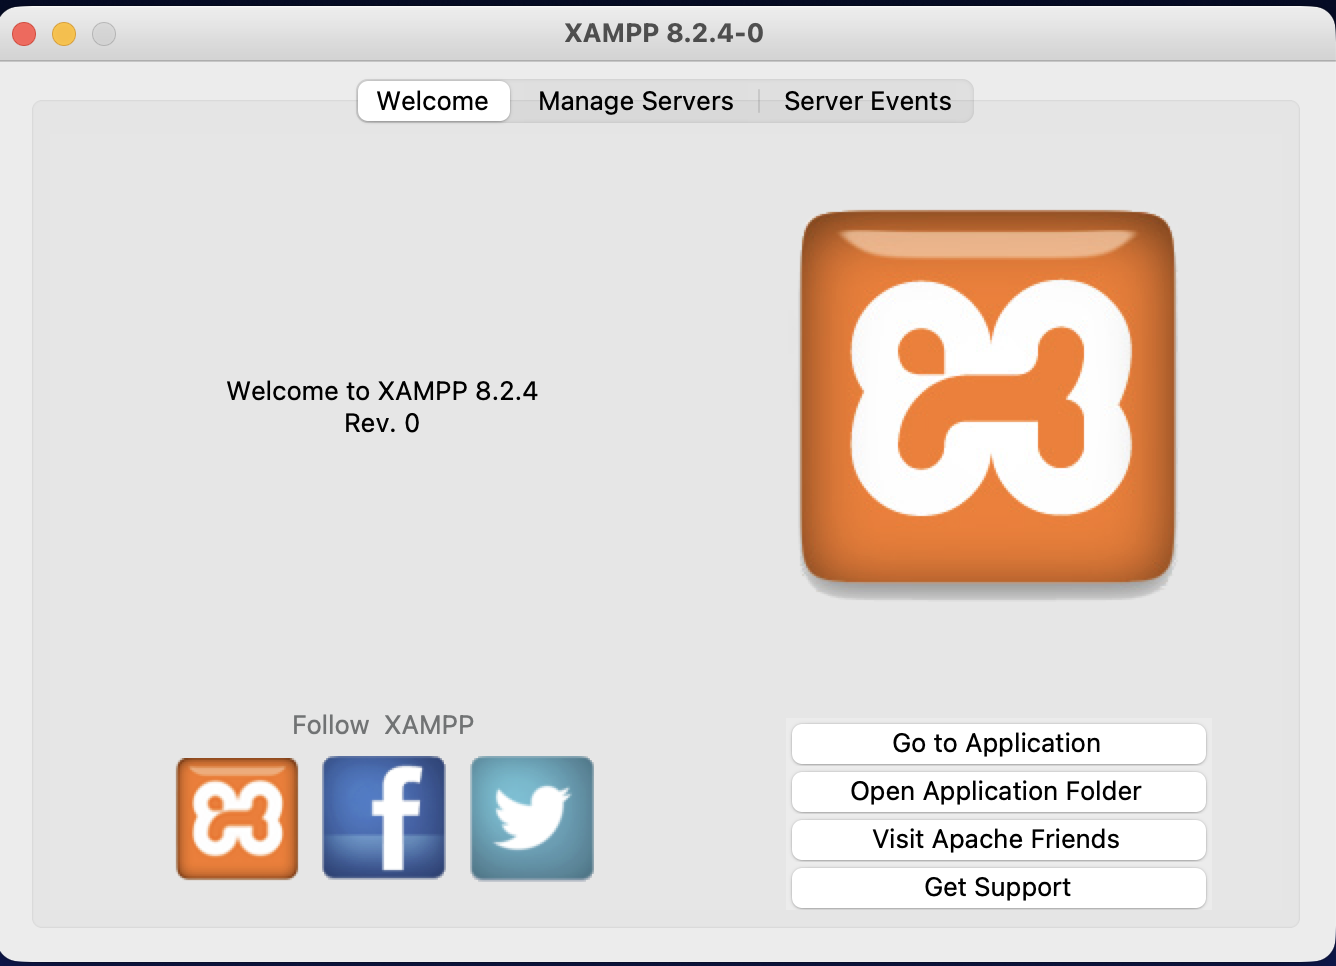 XAMPP 8.2.4-0
Welcome
Manage Servers
Server Events
Welcome to XAMPP 8.2.4
Rev. 0
Follow  XAMPP
f
Go to Application
Open Application Folder
Visit Apache Friends
Get Support